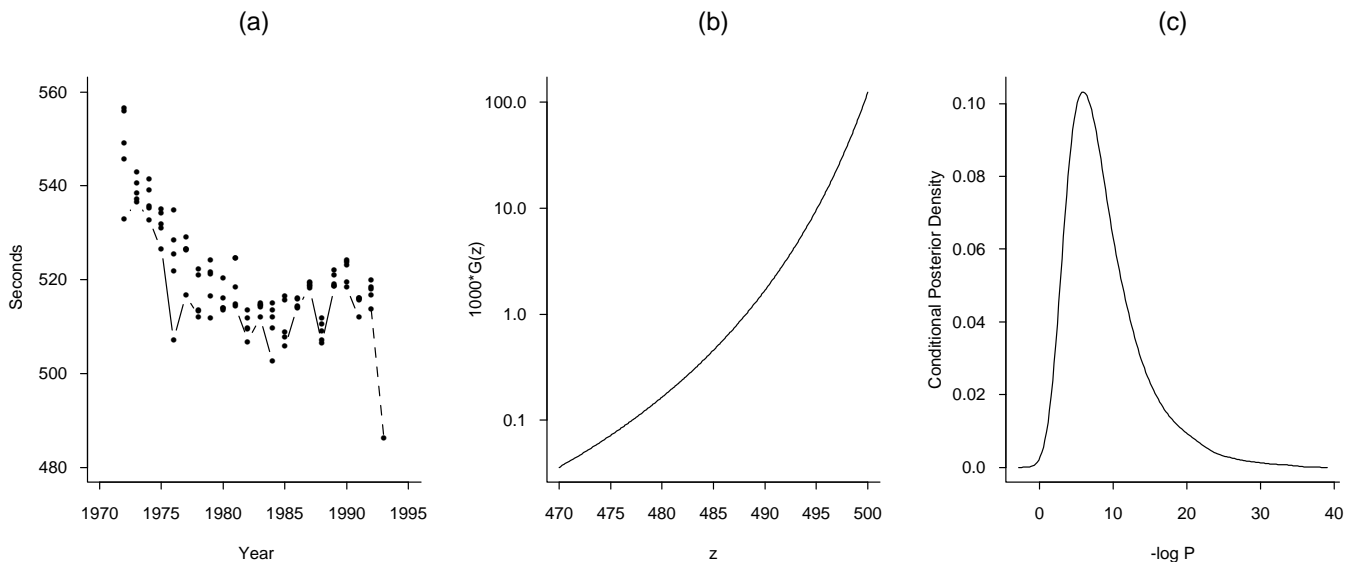 (a)
Seconds
560
540
520
500
480
1970 1975 1980 1985 1990 1995
Year
(b)
1000*G(z)
100.0
10.0
1.0
0.1
470 475 480 485 490 495 500
z
(c)
Conditional Posterior Density
0.10
0.08
0.06
0.04
0.02
0.0
0 10 20 30 40
-log P